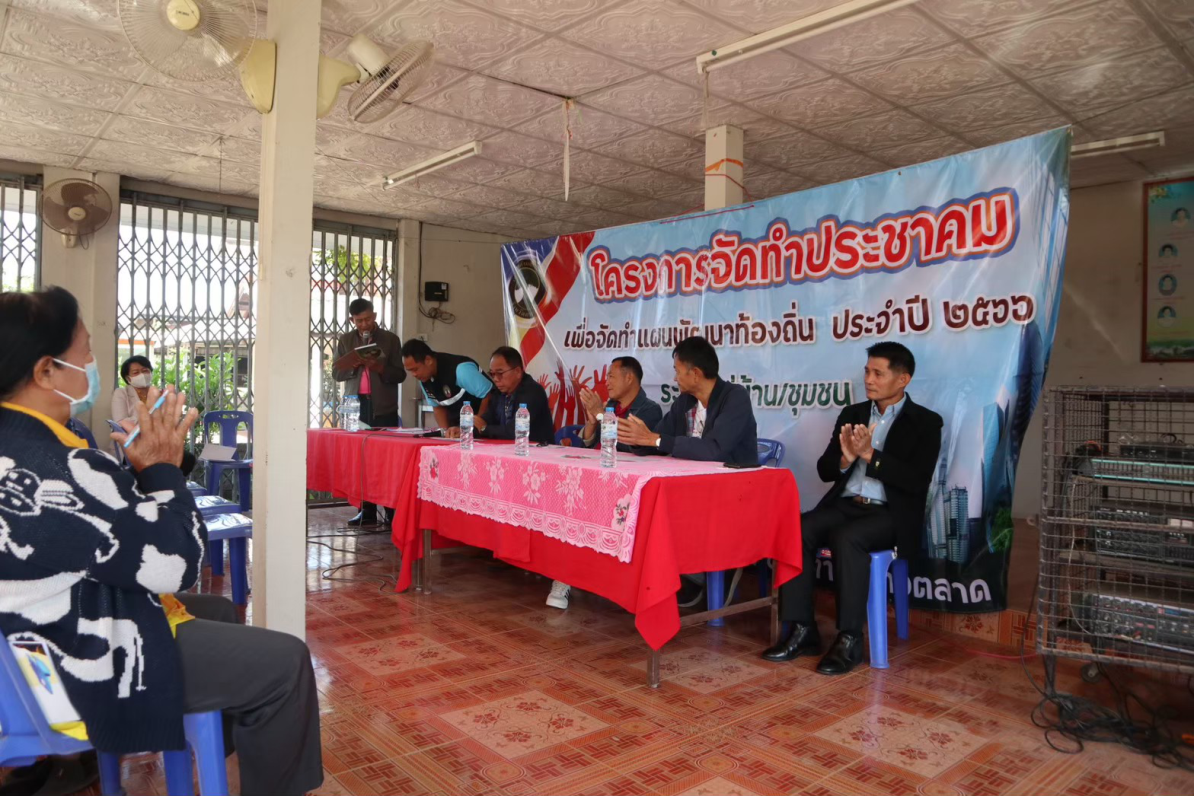 โครงการจัดทำประชาคม
เพื่อจัดทำแผนพัฒนาท้องถิ่น ประจำปี ๒๕๖๖
บ้าน/ชุมชน
ตลาด